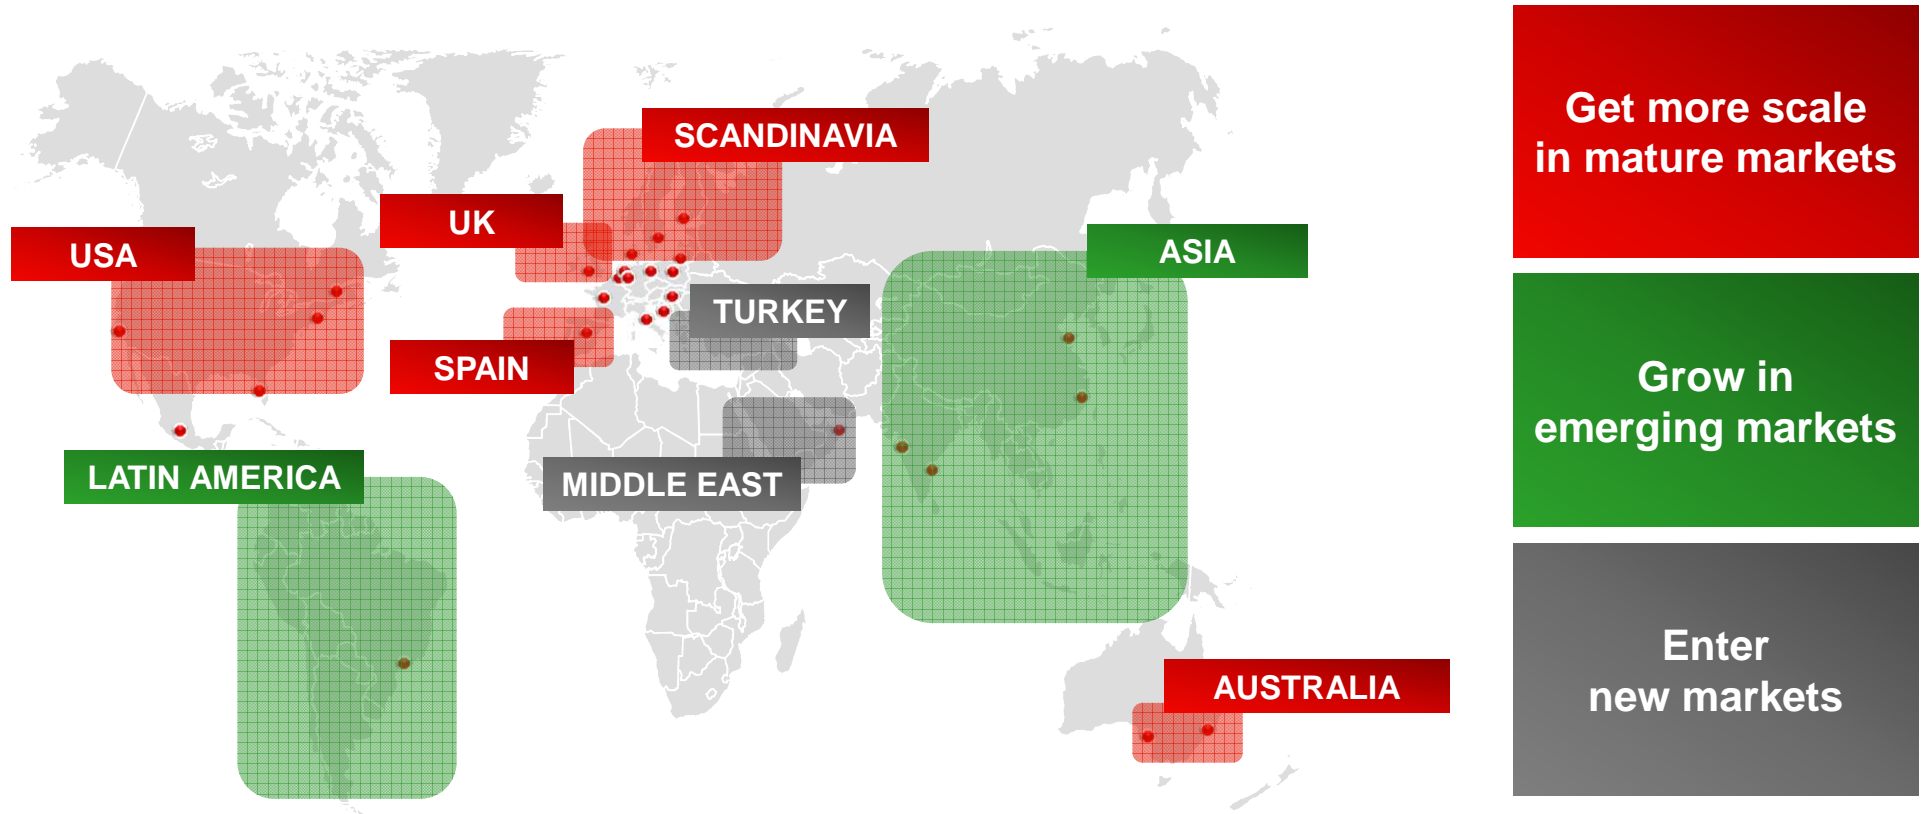 SCANDINAVIA
UK
USA
ASIA
TURKEY
SPAIN
LATIN AMERICA
MIDDLE EAST
AUSTRALIA
Get more scale
in mature markets
Grow in
emerging markets
Enter
new markets